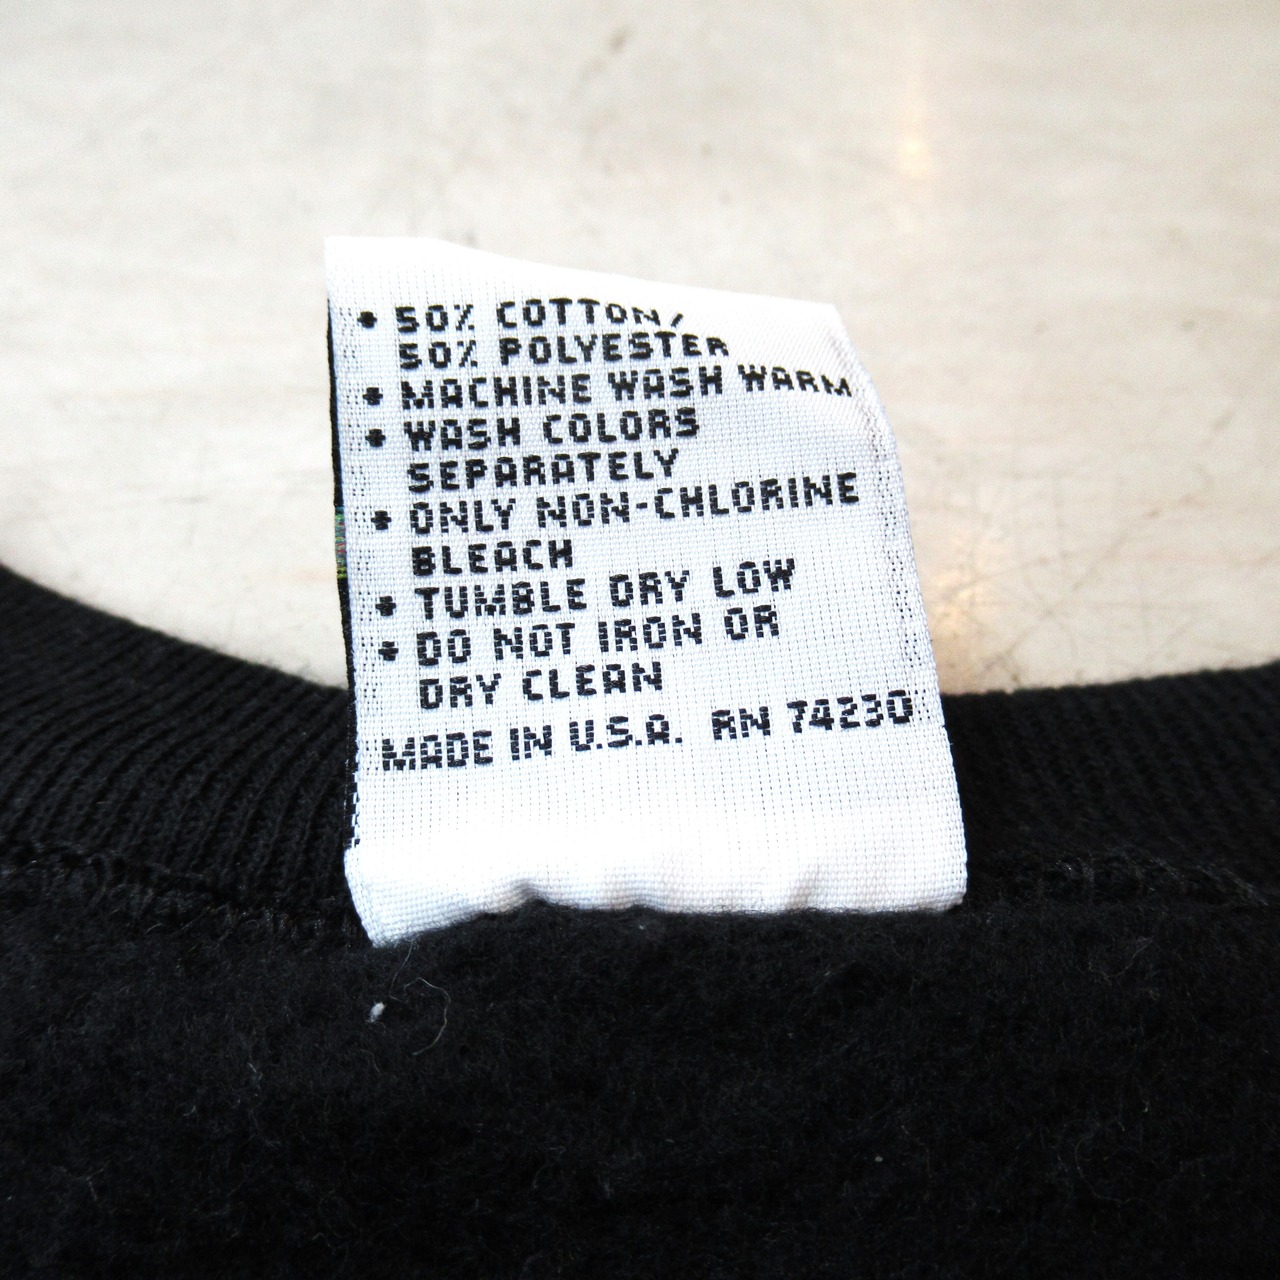 • 50% COTTON/
50% POLYESTER
• MACHINE WASH WARM
• WASH COLORS
SEPARATELY
• ONLY NON-CHLORINE
BLEACH
• TUMBLE DRY LOW
• DO NOT IRON OR
DRY CLEAN
MADE IN U.S.A. RN 74230